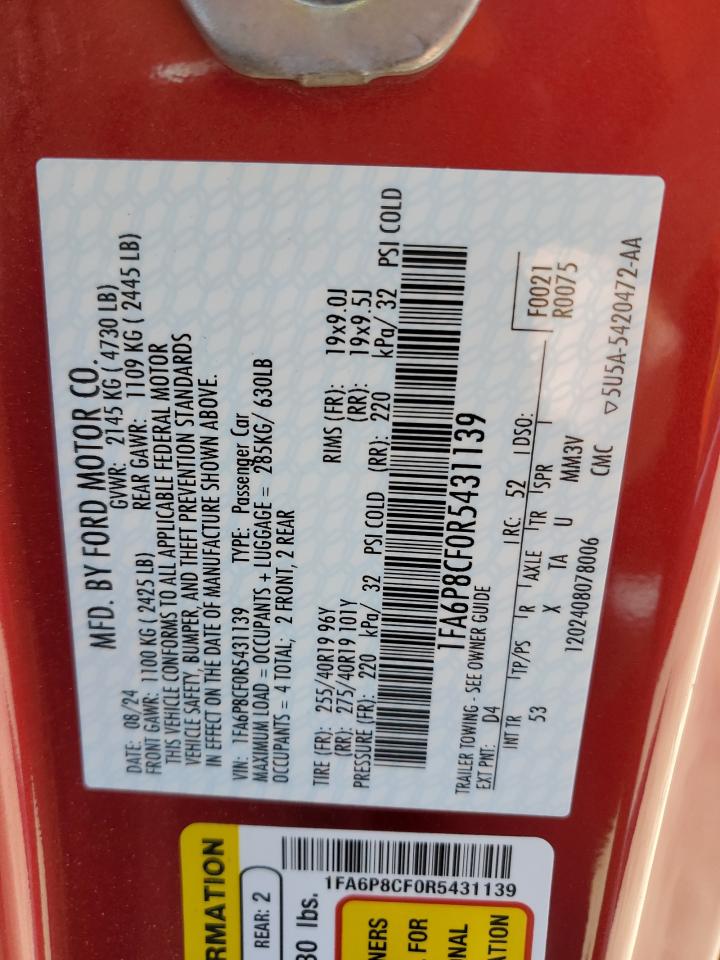 MFD. BY FORD MOTOR CO.
DATE: 08/24 GVWR: 2145 KG ( 4730 LB)
FRONT GAWR: 1100 KG ( 2425 LB) REAR GAWR: 1109 KG ( 2445 LB)
THIS VEHICLE CONFORMS TO ALL APPLICABLE FEDERAL MOTOR
VEHICLE SAFETY, BUMPER, AND THEFT PREVENTION STANDARDS
IN EFFECT ON THE DATE OF MANUFACTURE SHOWN ABOVE.
VIN: 1FA6P8CF0R5431139 TYPE: Passenger Car
MAXIMUM LOAD = OCCUPANTS + LUGGAGE = 285KG/ 630LB
OCCUPANTS = 4 TOTAL; 2 FRONT, 2 REAR
TIRE (FR): 255/40R19 96Y RIMS (FR): 19x9.0J
(RR): 275/40R19 101Y (RR): 19x9.5J
PRESSURE (FR): 220 kPa/ 32 PSI COLD (RR): 220 kPa/ 32 PSI COLD
1FA6P8CF0R5431139
TRAILER TOWING - SEE OWNER GUIDE
EXT PNT: D4 RC: 52 DSO: F0021
R0075
INT TR TP/PS R AXLE TR SPR
53 X TA U MM3V
1202408078006 CMC ▽5U5A-5420472-AA
RMATION
REAR: 2
30 lbs.
1FA6P8CF0R5431139
NERS
FOR
NAL
ATION